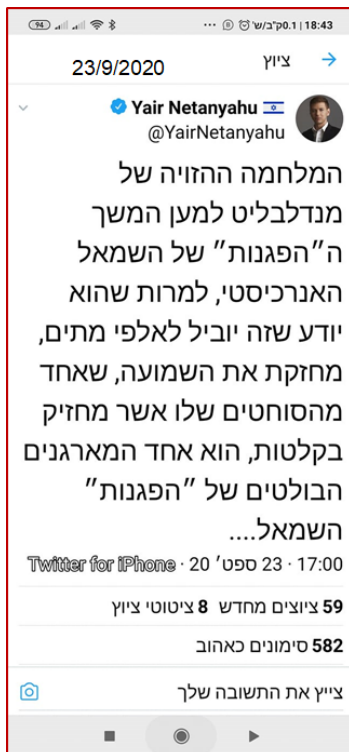 18:43 | 0.1ק"ב/ש' ... 94
ציוץ
23/9/2020
Yair Netanyahu 🇮🇱
@YairNetanyahu
המלחמה ההזויה של
מנדלבליט למען המשך
ה"הפגנות" של השמאל
האנרכיסטי, למרות שהוא
יודע שזה יוביל לאלפי מתים,
מחזקת את השמועה, שאחד
מהסוחטים שלו אשר מחזיק
בקלטות, הוא אחד המארגנים
הבולטים של "הפגנות"
השמאל....
17:00 · 23 ספט׳ 20 · Twitter for iPhone
59 ציוצים מחדש 8 ציטוטי ציוץ
582 סימונים כאהוב
צייץ את התשובה שלך